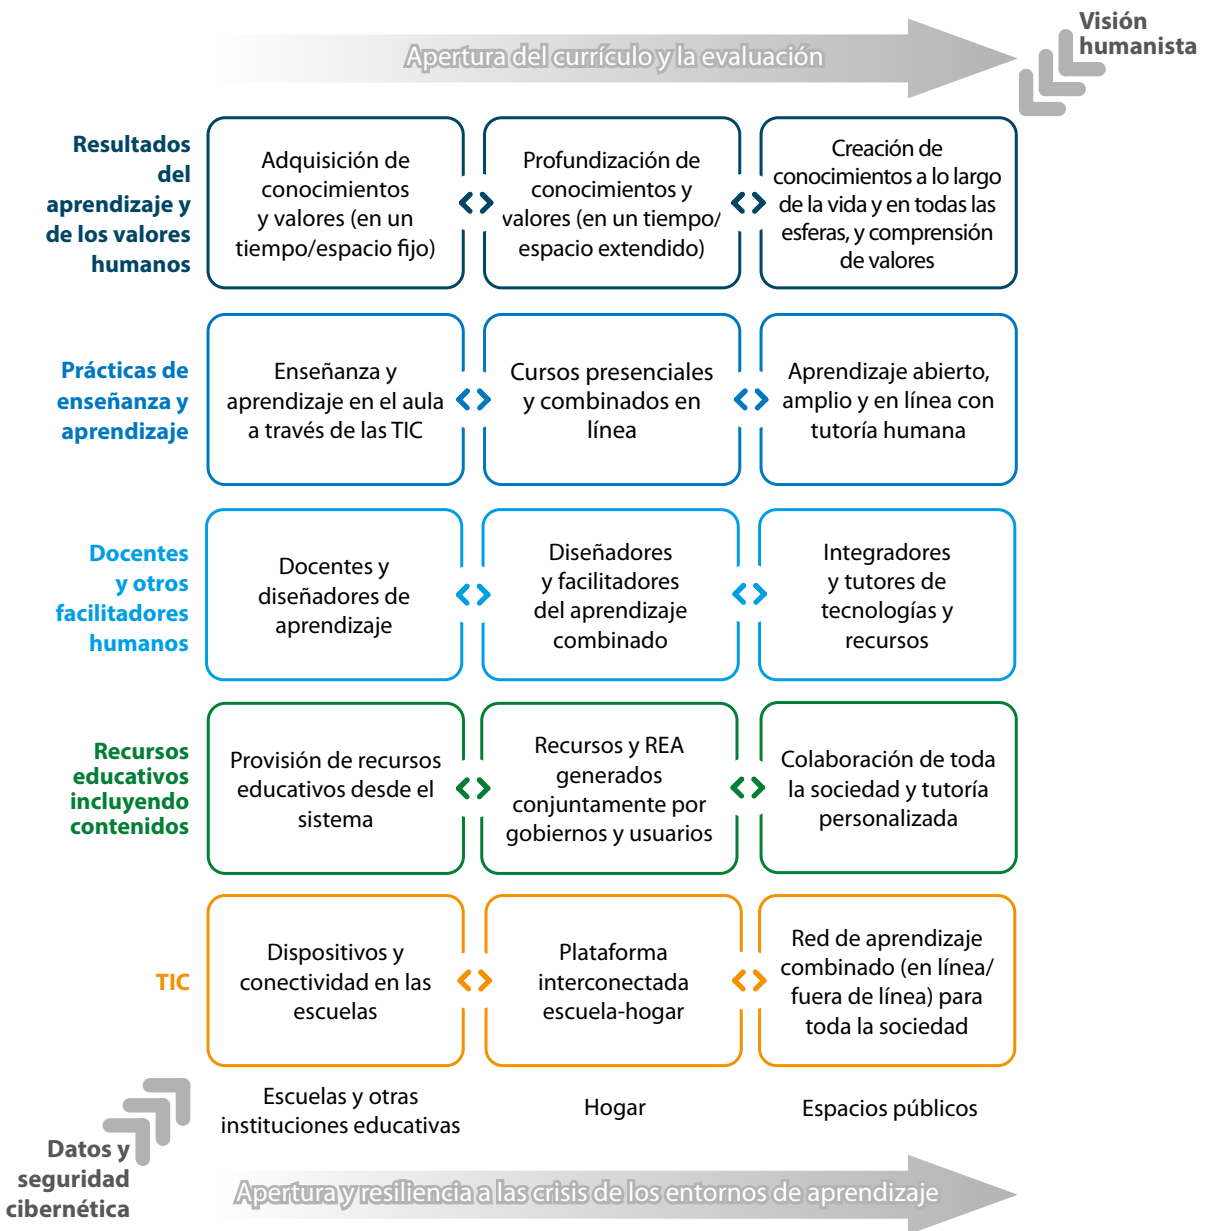 Visión
humanista
Apertura del currículo y la evaluación
Resultados
del
aprendizaje y
de los valores
humanos
Adquisición de
conocimientos
y valores (en un
tiempo/espacio fijo)
Profundización de
conocimientos y
valores (en un tiempo/
espacio extendido)
Creación de
conocimientos a lo largo
de la vida y en todas las
esferas, y comprensión
de valores
Prácticas de
enseñanza y
aprendizaje
Enseñanza y
aprendizaje en el aula
a través de las TIC
Cursos presenciales
y combinados en
línea
Aprendizaje abierto,
amplio y en línea con
tutoría humana
Docentes
y otros
facilitadores
humanos
Docentes y
diseñadores de
aprendizaje
Diseñadores
y facilitadores
del aprendizaje
combinado
Integradores
y tutores de
tecnologías y
recursos
Recursos
educativos
incluyendo
contenidos
Provisión de recursos
educativos desde el
sistema
Recursos y REA
generados
conjuntamente por
gobiernos y usuarios
Colaboración de toda
la sociedad y tutoría
personalizada
TIC
Dispositivos y
conectividad en las
escuelas
Plataforma
interconectada
escuela-hogar
Red de aprendizaje
combinado (en línea/
fuera de línea) para
toda la sociedad
Escuelas y otras
instituciones educativas
Hogar
Espacios públicos
Datos y
seguridad
cibernética
Apertura y resiliencia a las crisis de los entornos de aprendizaje